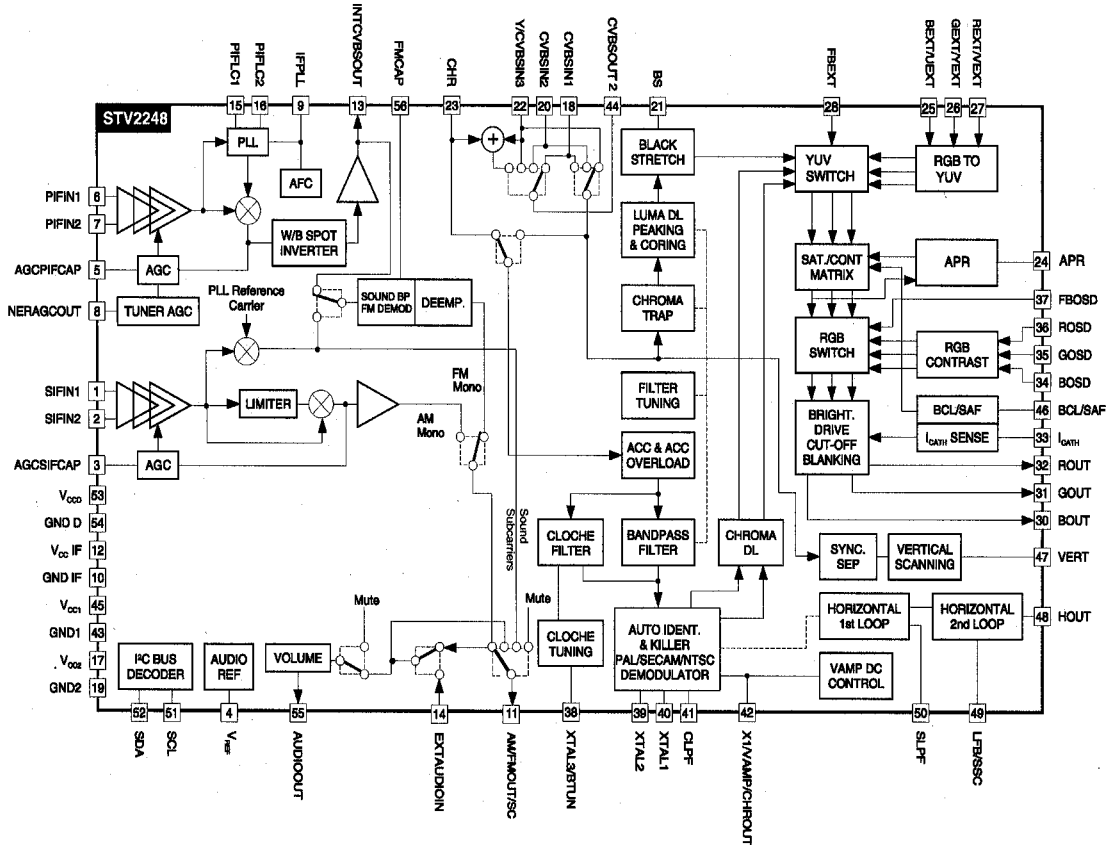 PIFLC1
PIFLC2
IFPLL
INTCVBSOUT
FMCAP
CHR
Y/CVBSIN3
CVBSIN2
CVBSIN1
CVBSOUT 2
BS
FBEXT
BEXT/UEXT
GEXT/YEXT
REXT/VEXT
15
16
9
13
56
23
22
20
18
44
21
28
25
26
27
STV2248
PLL
AFC
+
BLACK
STRETCH
YUV
SWITCH
RGB TO
YUV
PIFIN1
6
PIFIN2
7
W/B SPOT
INVERTER
LUMA DL
PEAKING
& CORING
AGCPIFCAP
5
AGC
SAT./CONT
MATRIX
APR
24
APR
NERAGCOUT
8
TUNER AGC
PLL Reference
Carrier
SOUND BP
FM DEMOD
DEEMP.
CHROMA
TRAP
37
FBOSD
RGB
SWITCH
RGB
CONTRAST
36
ROSD
35
GOSD
34
BOSD
SIFIN1
1
SIFIN2
2
LIMITER
FM
Mono
AM
Mono
FILTER
TUNING
BRIGHT.
DRIVE
CUT-OFF
BLANKING
BCL/SAF
46
BCL/SAF
ICATH SENSE
33
ICATH
AGCSIFCAP
3
AGC
ACC & ACC
OVERLOAD
32
ROUT
31
GOUT
30
BOUT
VCCD
53
GND D
54
VCC IF
12
GND IF
10
VCC1
45
GND1
43
VCC2
17
GND2
19
Sound
Subcarriers
CLOCHE
FILTER
BANDPASS
FILTER
CHROMA
DL
SYNC.
SEP
VERTICAL
SCANNING
47
VERT
Mute
Mute
CLOCHE
TUNING
AUTO IDENT.
& KILLER
PAL/SECAM/NTSC
DEMODULATOR
HORIZONTAL
1st LOOP
HORIZONTAL
2nd LOOP
48
HOUT
I²C BUS
DECODER
AUDIO
REF.
VOLUME
VAMP DC
CONTROL
52
51
4
55
14
11
38
39
40
41
42
50
49
SDA
SCL
VREF
AUDIOOUT
EXTAUDIOIN
AM/FMOUT/SC
XTAL3/BTUN
XTAL2
XTAL1
CLPF
X1/VAMP/CHROUT
SLPF
LFB/SSC